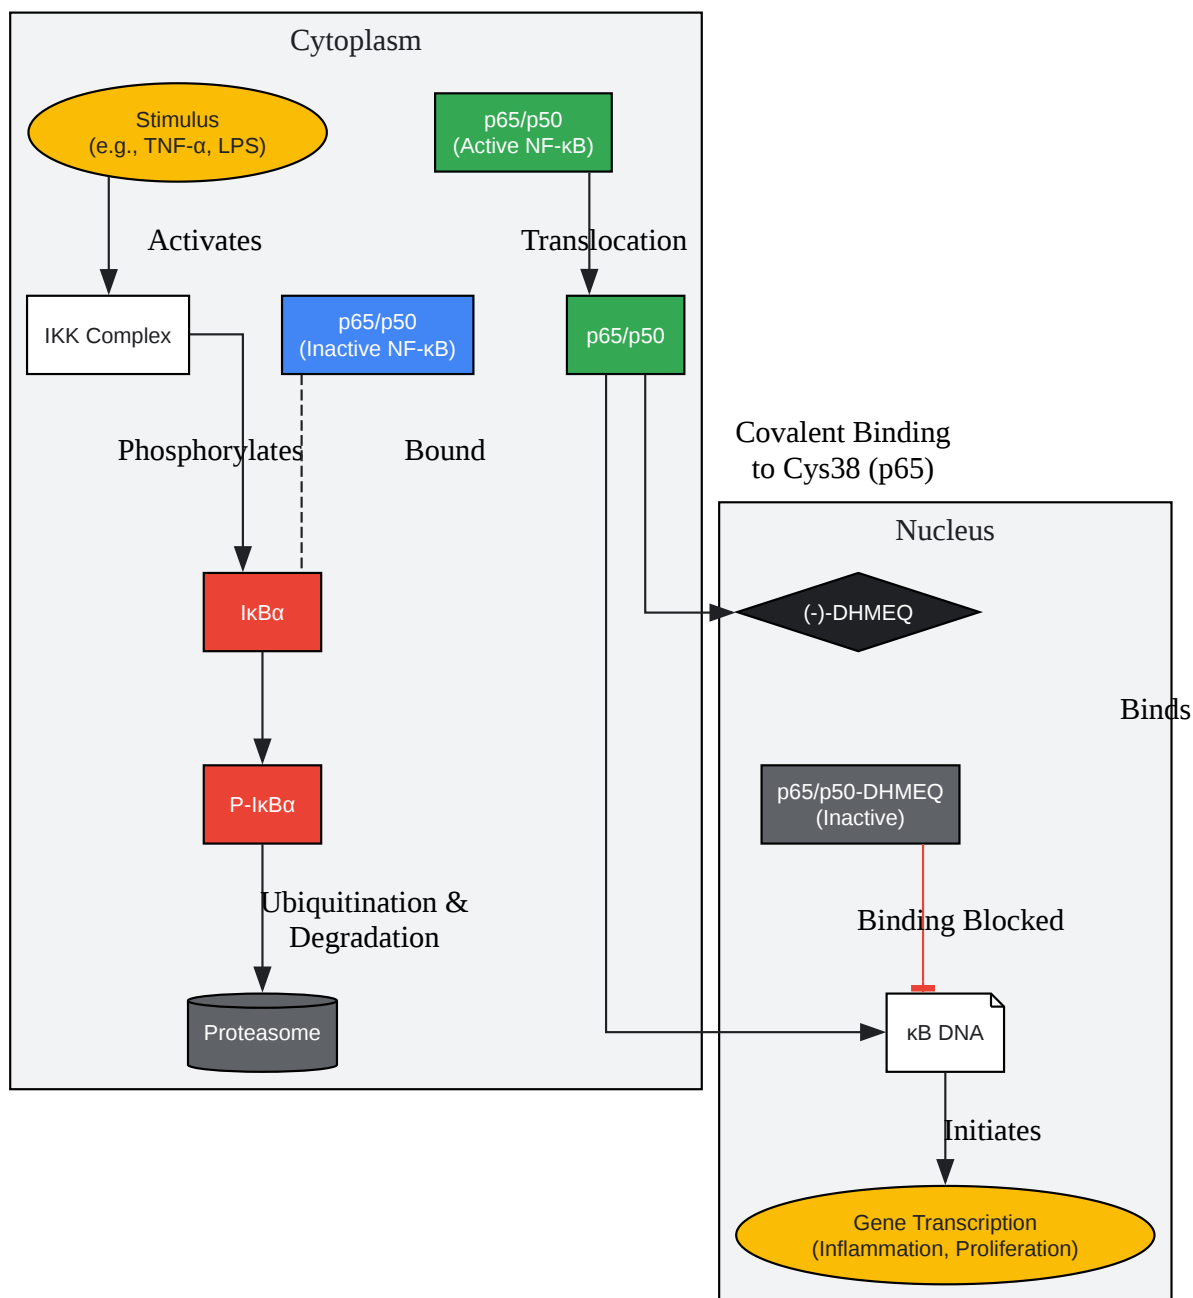 Cytoplasm
Stimulus
(e.g., TNF-α, LPS)
p65/p50
(Active NF-κB)
Activates
Translocation
IKK Complex
p65/p50
(Inactive NF-κB)
p65/p50
Phosphorylates
Bound
Covalent Binding
to Cys38 (p65)
Nucleus
IκBα
(-)-DHMEQ
Binds
P-IκBα
p65/p50-DHMEQ
(Inactive)
Ubiquitination &
Degradation
Binding Blocked
Proteasome
κB DNA
Initiates
Gene Transcription
(Inflammation, Proliferation)